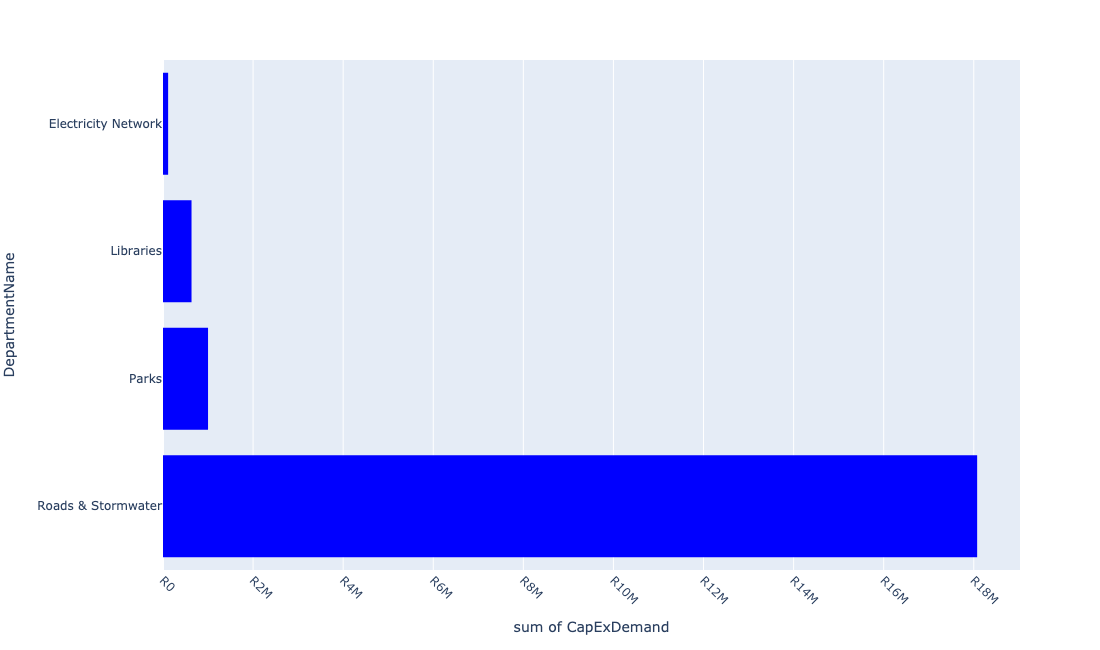 DepartmentName
Electricity Network
Libraries
Parks
Roads & Stormwater
R0
R2M
R4M
R6M
R8M
R10M
R12M
R14M
R16M
R18M
sum of CapExDemand